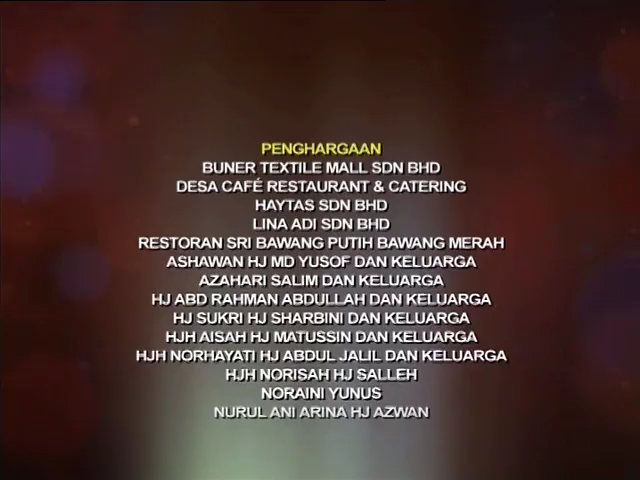 PENGHARGAAN
BUNER TEXTILE MALL SDN BHD
DESA CAFÉ RESTAURANT & CATERING
HAYTAS SDN BHD
LINA ADI SDN BHD
RESTORAN SRI BAWANG PUTIH BAWANG MERAH
ASHAWAN HJ MD YUSOF DAN KELUARGA
AZAHARI SALIM DAN KELUARGA
HJ ABD RAHMAN ABDULLAH DAN KELUARGA
HJ SUKRI HJ SHARBINI DAN KELUARGA
HJH AISAH HJ MATUSSIN DAN KELUARGA
HJH NORHAYATI HJ ABDUL JALIL DAN KELUARGA
HJH NORISAH HJ SALLEH
NORAINI YUNUS
NURUL ANI ARINA HJ AZWAN